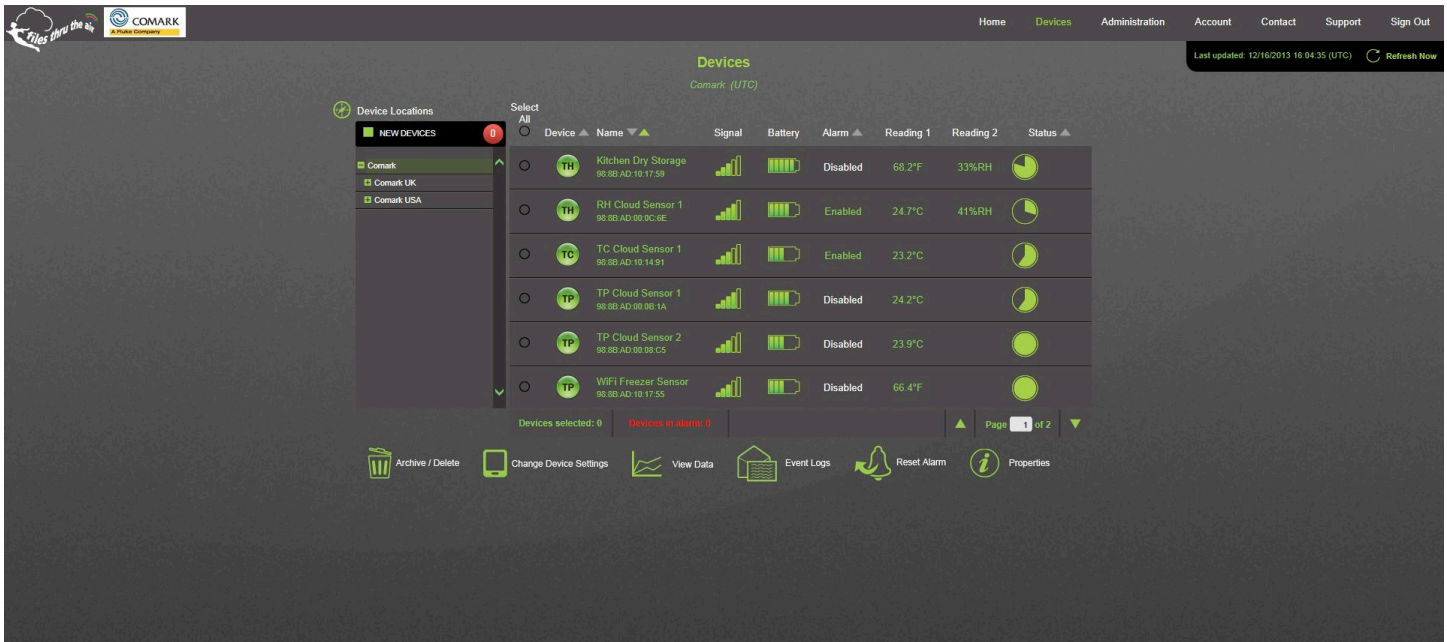 files thru the air
COMARK
A Fluke Company
Home Devices Administration Account Contact Support Sign Out
Last updated: 12/16/2013 16:04:35 (UTC) Refresh Now
Devices
Comark (UTC)
Device Locations
NEW DEVICES 0
Comark
Comark UK
Comark USA
Select
All
Device Name Signal Battery Alarm Reading 1 Reading 2 Status
TH Kitchen Dry Storage Disabled 68.2°F 33%RH
98:8B:AD:10:17:59
TH RH Cloud Sensor 1 Enabled 24.7°C 41%RH
98:8B:AD:00:0C:6E
TC TC Cloud Sensor 1 Enabled 23.2°C
98:8B:AD:10:14:91
TP TP Cloud Sensor 1 Disabled 24.2°C
98:8B:AD:00:0B:1A
TP TP Cloud Sensor 2 Disabled 23.9°C
98:8B:AD:00:08:C5
TP WiFi Freezer Sensor Disabled 66.4°F
98:8B:AD:10:17:55
Devices selected: 0 Devices in alarm: 0 Page 1 of 2
Archive / Delete Change Device Settings View Data Event Logs Reset Alarm i Properties